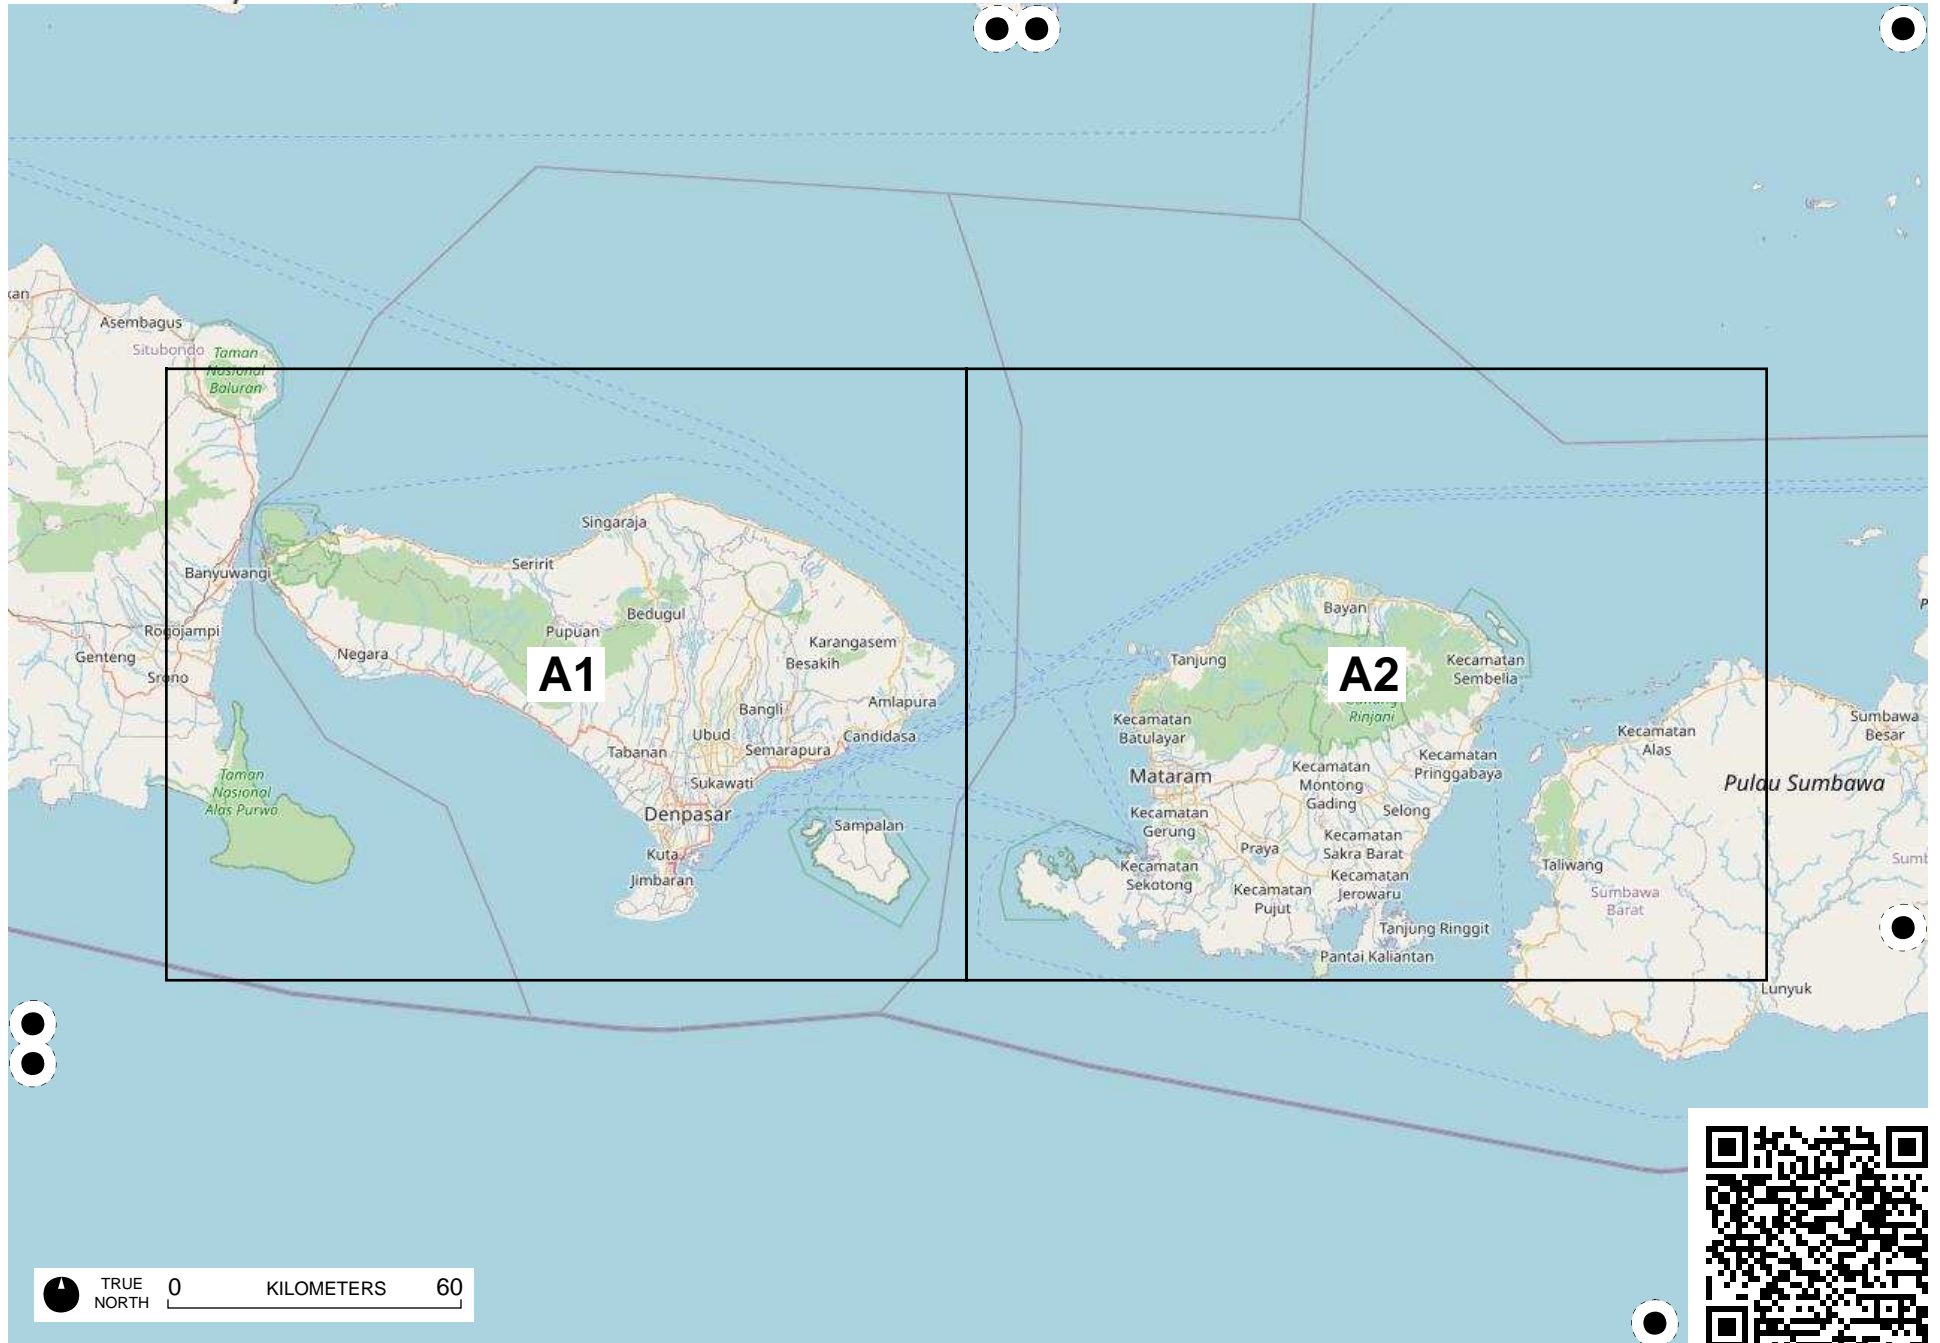 kan
Asembagus
Situbondo
Taman
Nasional
Baluran
Singaraja
Seririt
Banyuwangi
Bayan
Bedugul
Rogojampi
Pupuan
Karangasem
Genteng
Negara
Besakih
Tanjung
Kecamatan
Sembelia
Srono
A1
A2
Amlapura
Gunung
Rinjani
Bangli
Kecamatan
Batulayar
Sumbawa
Besar
Ubud
Candidasa
Kecamatan
Alas
Tabanan
Semarapura
Kecamatan
Pringgabaya
Taman
Nasional
Alas Purwo
Mataram
Kecamatan
Montong
Gading
Sukawati
Pulau Sumbawa
Denpasar
Kecamatan
Gerung
Selong
Sampalan
Kecamatan
Sakra Barat
Kuta
Praya
Jimbaran
Kecamatan
Sekotong
Kecamatan
Jerowaru
Taliwang
Sumb
Kecamatan
Pujut
Sumbawa
Barat
Tanjung Ringgit
Pantai Kaliantan
Lunyuk
TRUE
NORTH
0 KILOMETERS 60